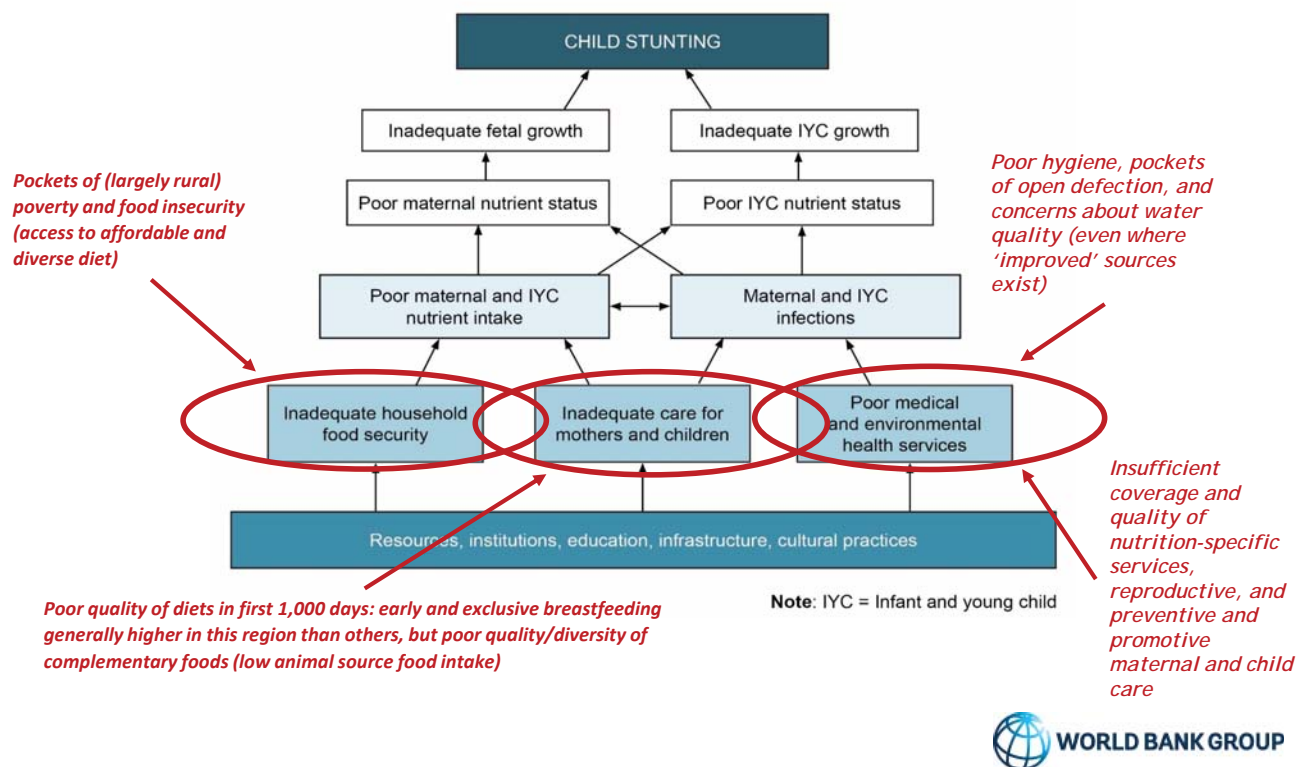 CHILD STUNTING
Inadequate fetal growth
Inadequate IYC growth
Pockets of (largely rural)
poverty and food insecurity
(access to affordable and
diverse diet)
Poor maternal nutrient status
Poor IYC nutrient status
Poor hygiene, pockets
of open defection, and
concerns about water
quality (even where
‘improved’ sources
exist)
Poor maternal and IYC
nutrient intake
Maternal and IYC
infections
Inadequate household
food security
Inadequate care for
mothers and children
Poor medical
and environmental
health services
Resources, institutions, education, infrastructure, cultural practices
Insufficient
coverage and
quality of
nutrition-specific
services,
reproductive, and
preventive and
promotive
maternal and child
care
Note: IYC = Infant and young child
Poor quality of diets in first 1,000 days: early and exclusive breastfeeding
generally higher in this region than others, but poor quality/diversity of
complementary foods (low animal source food intake)
WORLD BANK GROUP